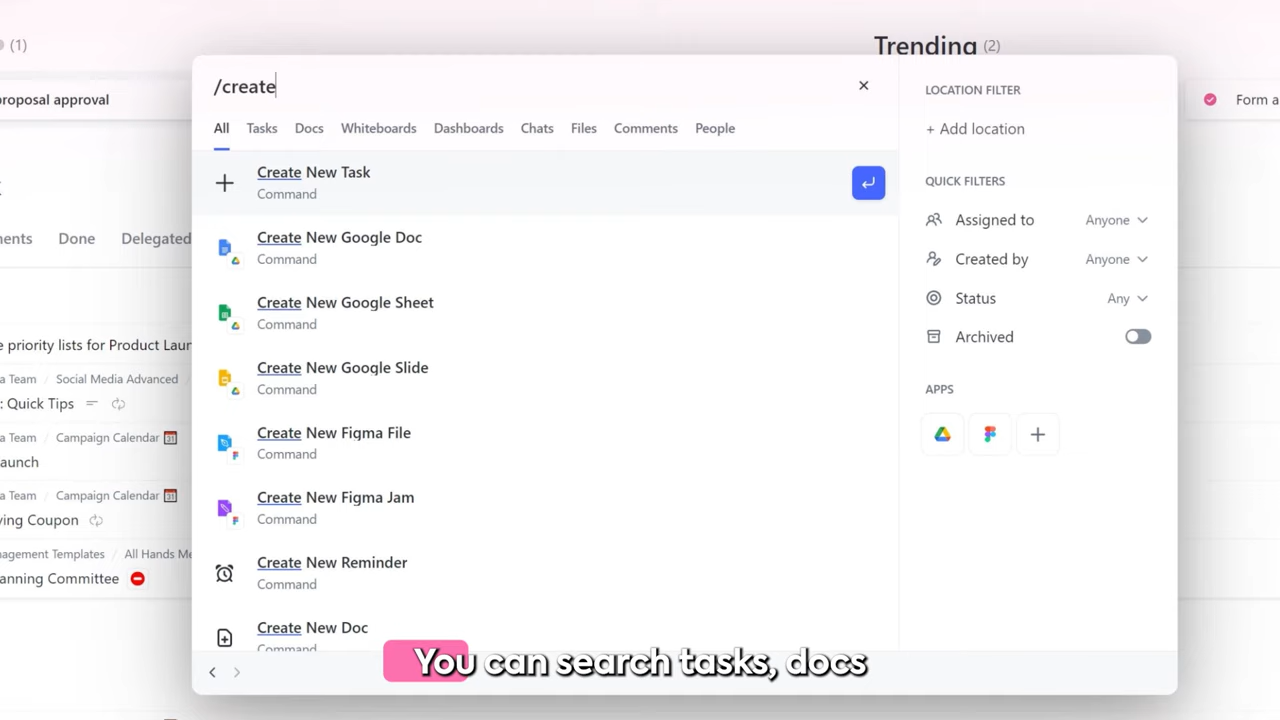 (1)
Trending (2)
proposal approval
Form a
/create
All Tasks Docs Whiteboards Dashboards Chats Files Comments People
Create New Task
Command
Create New Google Doc
Command
Create New Google Sheet
Command
Create New Google Slide
Command
Create New Figma File
Command
Create New Figma Jam
Command
Create New Reminder
Command
Create New Doc
Command
LOCATION FILTER
+ Add location
QUICK FILTERS
Assigned to Anyone
Created by Anyone
Status Any
Archived
APPS
ments Done Delegated
e priority lists for Product Laun
a Team / Social Media Advanced /
: Quick Tips
a Team / Campaign Calendar
aunch
a Team / Campaign Calendar
ving Coupon
nagement Templates / All Hands Me
anning Committee
You can search tasks, docs